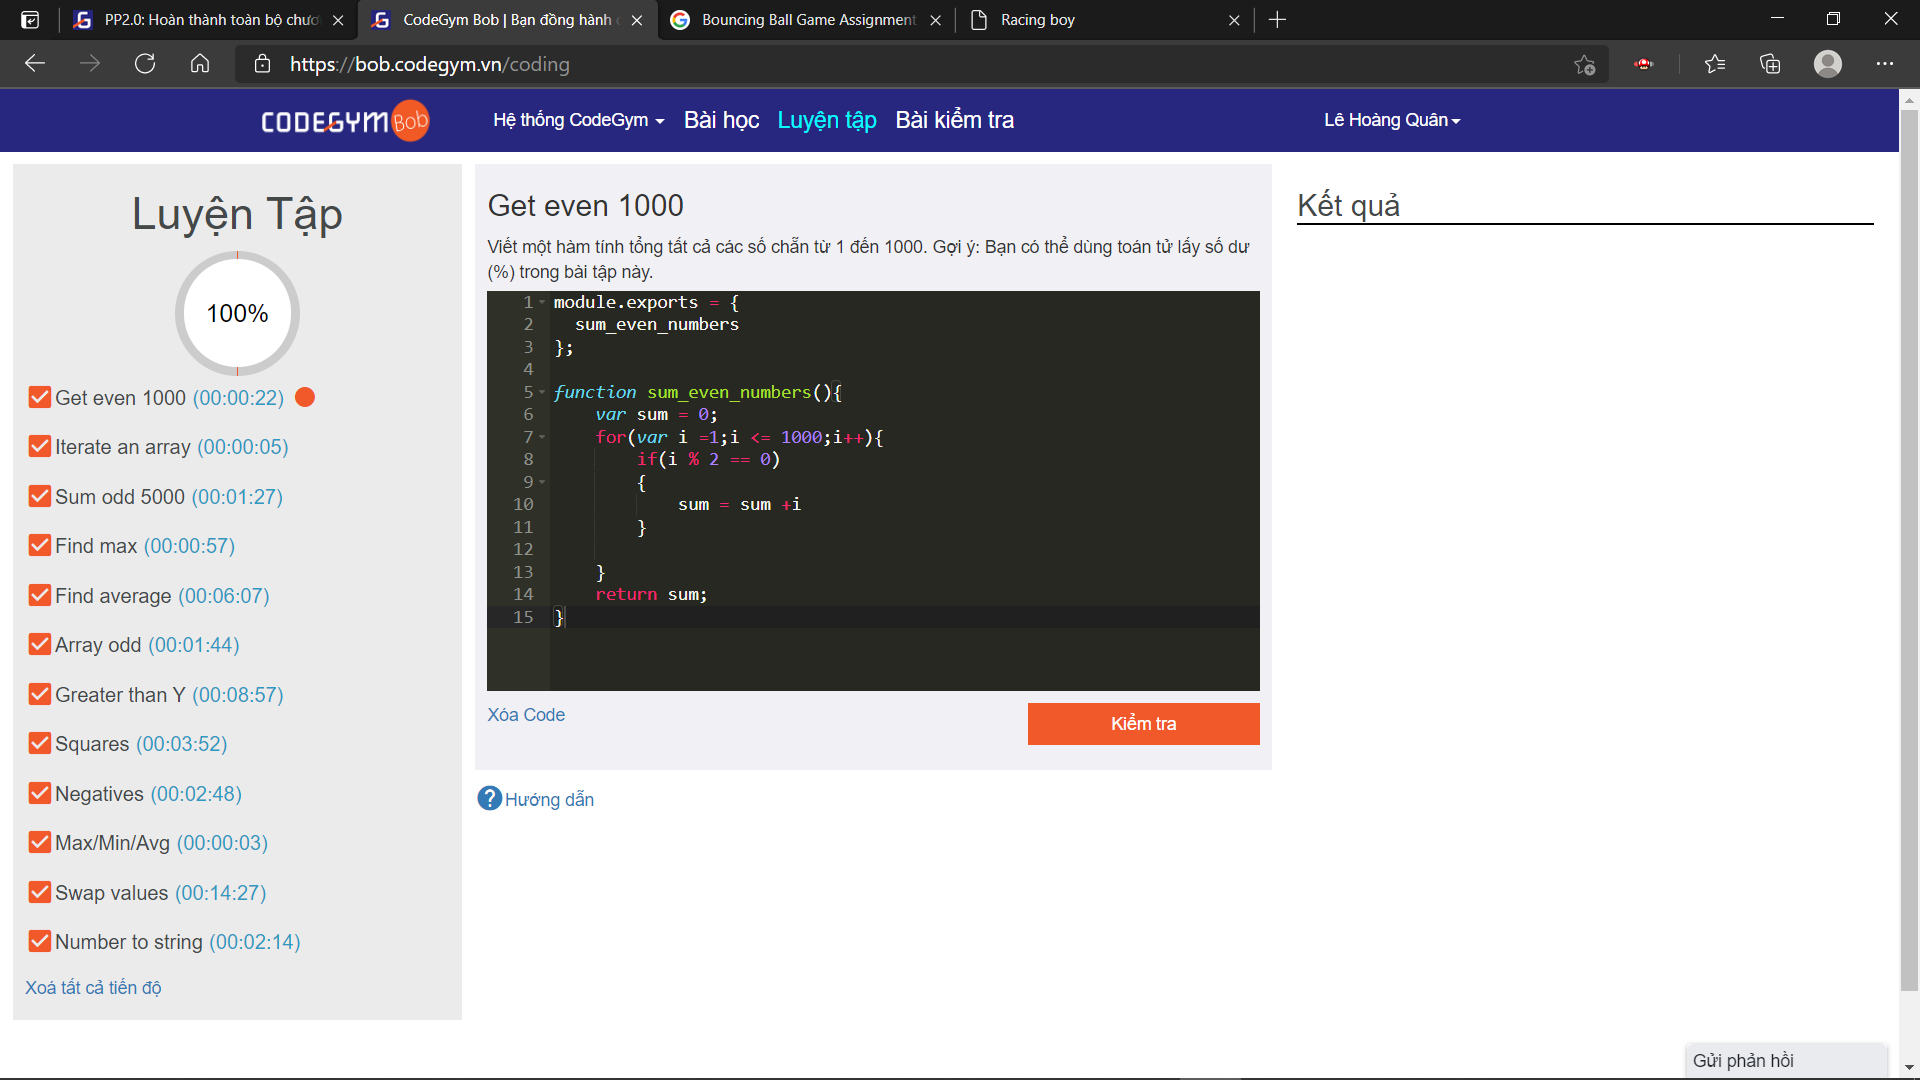 PP2.0: Hoàn thành toàn bộ chươ
CodeGym Bob | Bạn đồng hành c
Bouncing Ball Game Assignment
Racing boy
https://bob.codegym.vn/coding
CODEGYM Bob
Hệ thống CodeGym
Bài học
Luyện tập
Bài kiểm tra
Lê Hoàng Quân
Luyện Tập
100%
Get even 1000 (00:00:22)
Iterate an array (00:00:05)
Sum odd 5000 (00:01:27)
Find max (00:00:57)
Find average (00:06:07)
Array odd (00:01:44)
Greater than Y (00:08:57)
Squares (00:03:52)
Negatives (00:02:48)
Max/Min/Avg (00:00:03)
Swap values (00:14:27)
Number to string (00:02:14)
Xoá tất cả tiến độ
Get even 1000
Viết một hàm tính tổng tất cả các số chẵn từ 1 đến 1000. Gợi ý: Bạn có thể dùng toán tử lấy số dư
(%) trong bài tập này.
1 module.exports = {
2 sum_even_numbers
3 };
4
5 function sum_even_numbers(){
6 var sum = 0;
7 for(var i =1;i <= 1000;i++){
8 if(i % 2 == 0)
9 {
10 sum = sum +i
11 }
12
13 }
14 return sum;
15 }
Xóa Code
Kiểm tra
Hướng dẫn
Kết quả
Gửi phản hồi